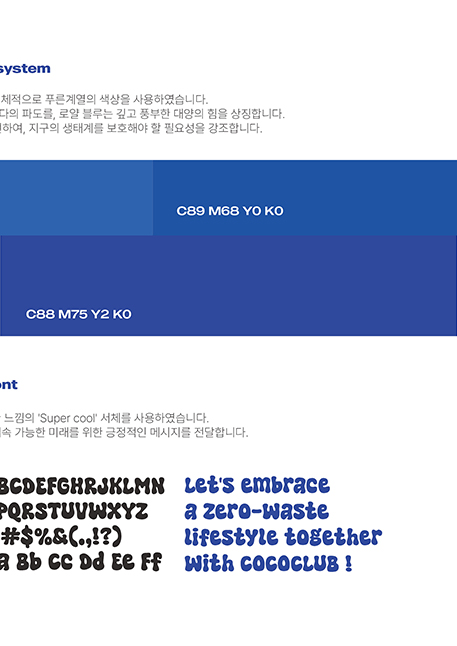 system
체적으로 푸른계열의 색상을 사용하였습니다.
다의 파도를, 로얄 블루는 깊고 풍부한 대양의 힘을 상징합니다.
하여, 지구의 생태계를 보호해야 할 필요성을 강조합니다.
C89 M68 Y0 K0
C88 M75 Y2 K0
ont
느낌의 'Super cool' 서체를 사용하였습니다.
속 가능한 미래를 위한 긍정적인 메시지를 전달합니다.
BCDEFGHRJKLMN
PQRSTUVWXYZ
#$%&(.,!?)
a Bb Cc Dd Ee Ff
Let's embrace
a zero-waste
lifestyle together
with COCOCLUB !